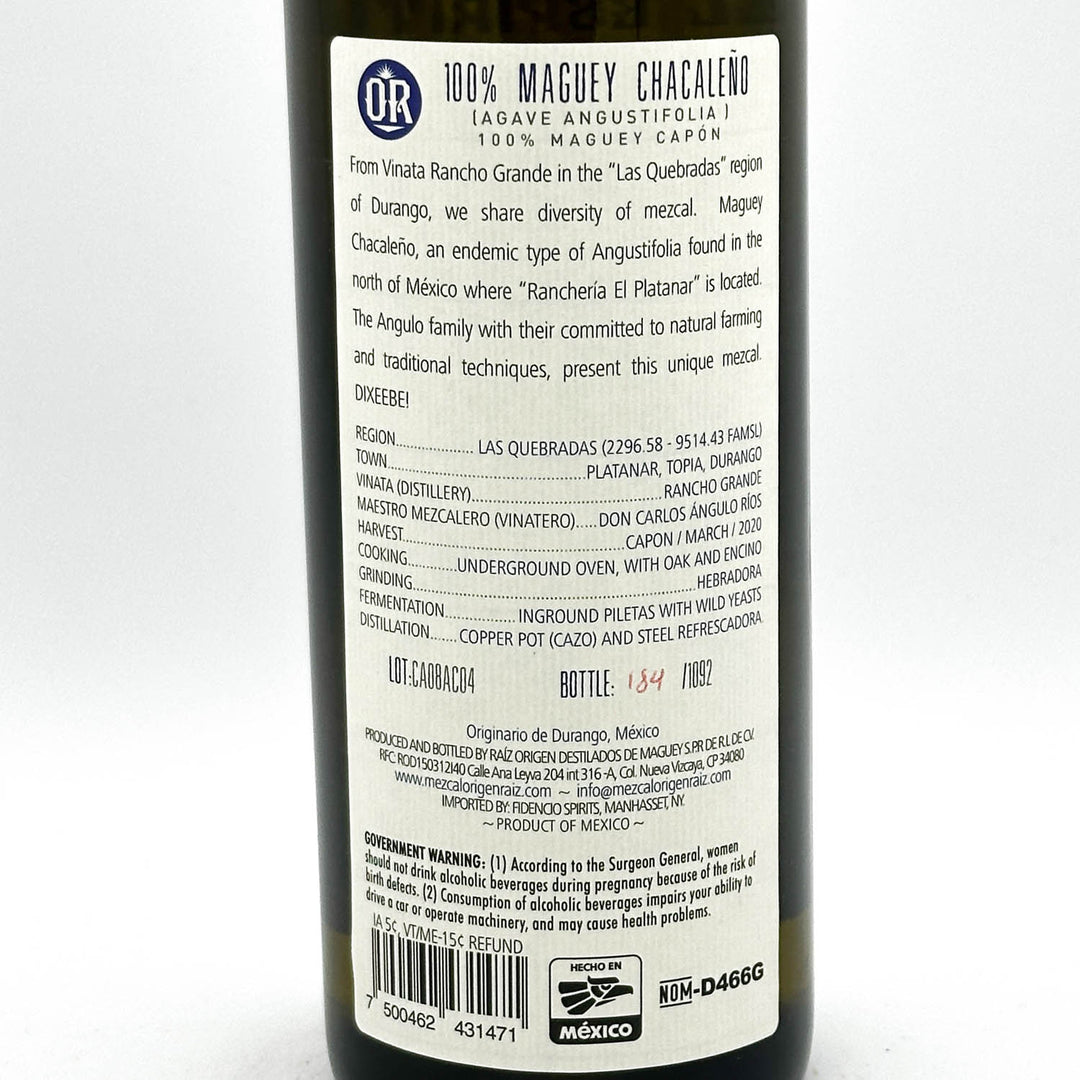 OR
100% MAGUEY CHACALEÑO
(AGAVE ANGUSTIFOLIA)
100% MAGUEY CAPÓN
From Vinata Rancho Grande in the "Las Quebradas" region
of Durango, we share diversity of mezcal. Maguey
Chacaleño, an endemic type of Angustifolia found in the
north of México where "Ranchería El Platanar" is located.
The Angulo family with their committed to natural farming
and traditional techniques, present this unique mezcal.
DIXEEBE!
REGION.................. LAS QUEBRADAS (2296.58 - 9514.43 FAMSL)
TOWN..............................................PLATANAR, TOPIA, DURANGO
VINATA (DISTILLERY)............................................RANCHO GRANDE
MAESTRO MEZCALERO (VINATERO).....DON CARLOS ÁNGULO RÍOS
HARVEST....................................................CAPON / MARCH / 2020
COOKING............UNDERGROUND OVEN, WITH OAK AND ENCINO
GRINDING...................................................................HEBRADORA
FERMENTATION................. INGROUND PILETAS WITH WILD YEASTS
DISTILLATION....... COPPER POT (CAZO) AND STEEL REFRESCADORA
LOT:CA08AC04 BOTTLE: 184 /1092
Originario de Durango, México
PRODUCED AND BOTTLED BY RAÍZ ORIGEN DESTILADOS DE MAGUEY S.PR DE R.L DE CV.
RFC: ROD150312I40 Calle Ana Leyva 204 int 316 -A, Col. Nueva Vizcaya, CP 34080
www.mezcalorigenraiz.com ~ info@mezcalorigenraiz.com
IMPORTED BY: FIDENCIO SPIRITS, MANHASSET, NY.
~ PRODUCT OF MEXICO ~
GOVERNMENT WARNING: (1) According to the Surgeon General, women
should not drink alcoholic beverages during pregnancy because of the risk of
birth defects. (2) Consumption of alcoholic beverages impairs your ability to
drive a car or operate machinery, and may cause health problems.
IA 5¢, VT/ME-15¢ REFUND
7 500462 431471
HECHO EN
MéXICO
NOM-D466G